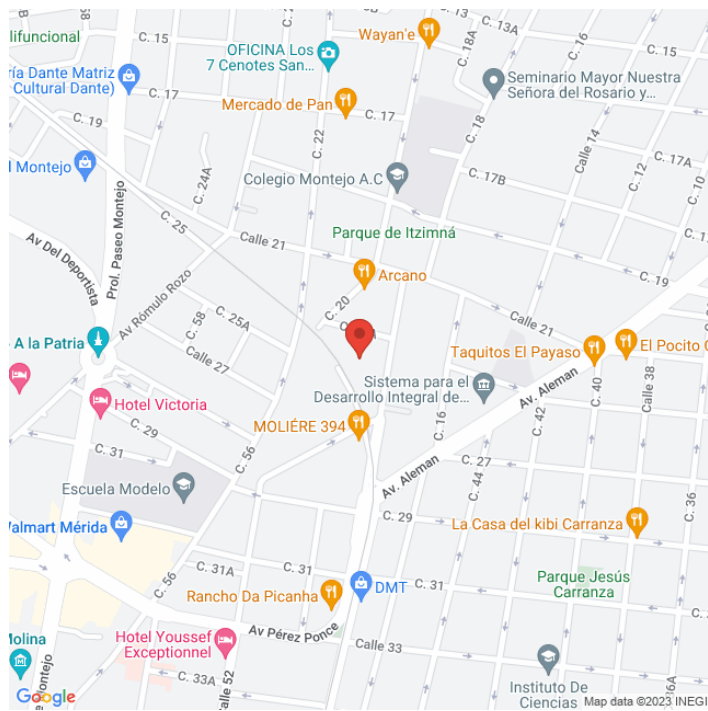 C. 13
C. 13
Wayan'e
C. 15
lifuncional
C. 15
C. 18A
C. 15
OFICINA Los
7 Cenotes San...
ría Dante Matriz
Cultural Dante)
Seminario Mayor Nuestra
Señora del Rosario y...
C. 17
Mercado de Pan
C. 17
C. 19
C. 22
C. 18
Calle 14
C. 17A
C. 12
C. 10
l Montejo
C. 24A
Colegio Montejo A.C
C. 17B
Prol. Paseo Montejo
C. 25
Parque de Itzimná
Calle 21
Av Del Deportista
Arcano
C. 19
Av Rómulo Rozo
C. 20
C. 58
C. 25A
Calle 21
A la Patria
Calle 27
Taquitos El Payaso
El Pocito
Sistema para el
Desarrollo Integral de...
Av. Aleman
C. 40
C. 38
Hotel Victoria
C. 29
MOLIÉRE 394
C. 16
C. 42
C. 31
C. 56
C. 27
Av. Aleman
C. 44
C. 36
Escuela Modelo
C. 29
La Casa del kibi Carranza
Walmart Mérida
C. 31A
C. 31
C. 56
C. 31
Parque Jesús
Carranza
Rancho Da Picanha
DMT
Av Pérez Ponce
Molina
Hotel Youssef
Exceptionnel
Calle 33
C. 33A
Calle 52
Instituto De
Ciencias
C. 36A
Montejo
Google
Map data ©2023 INEGI